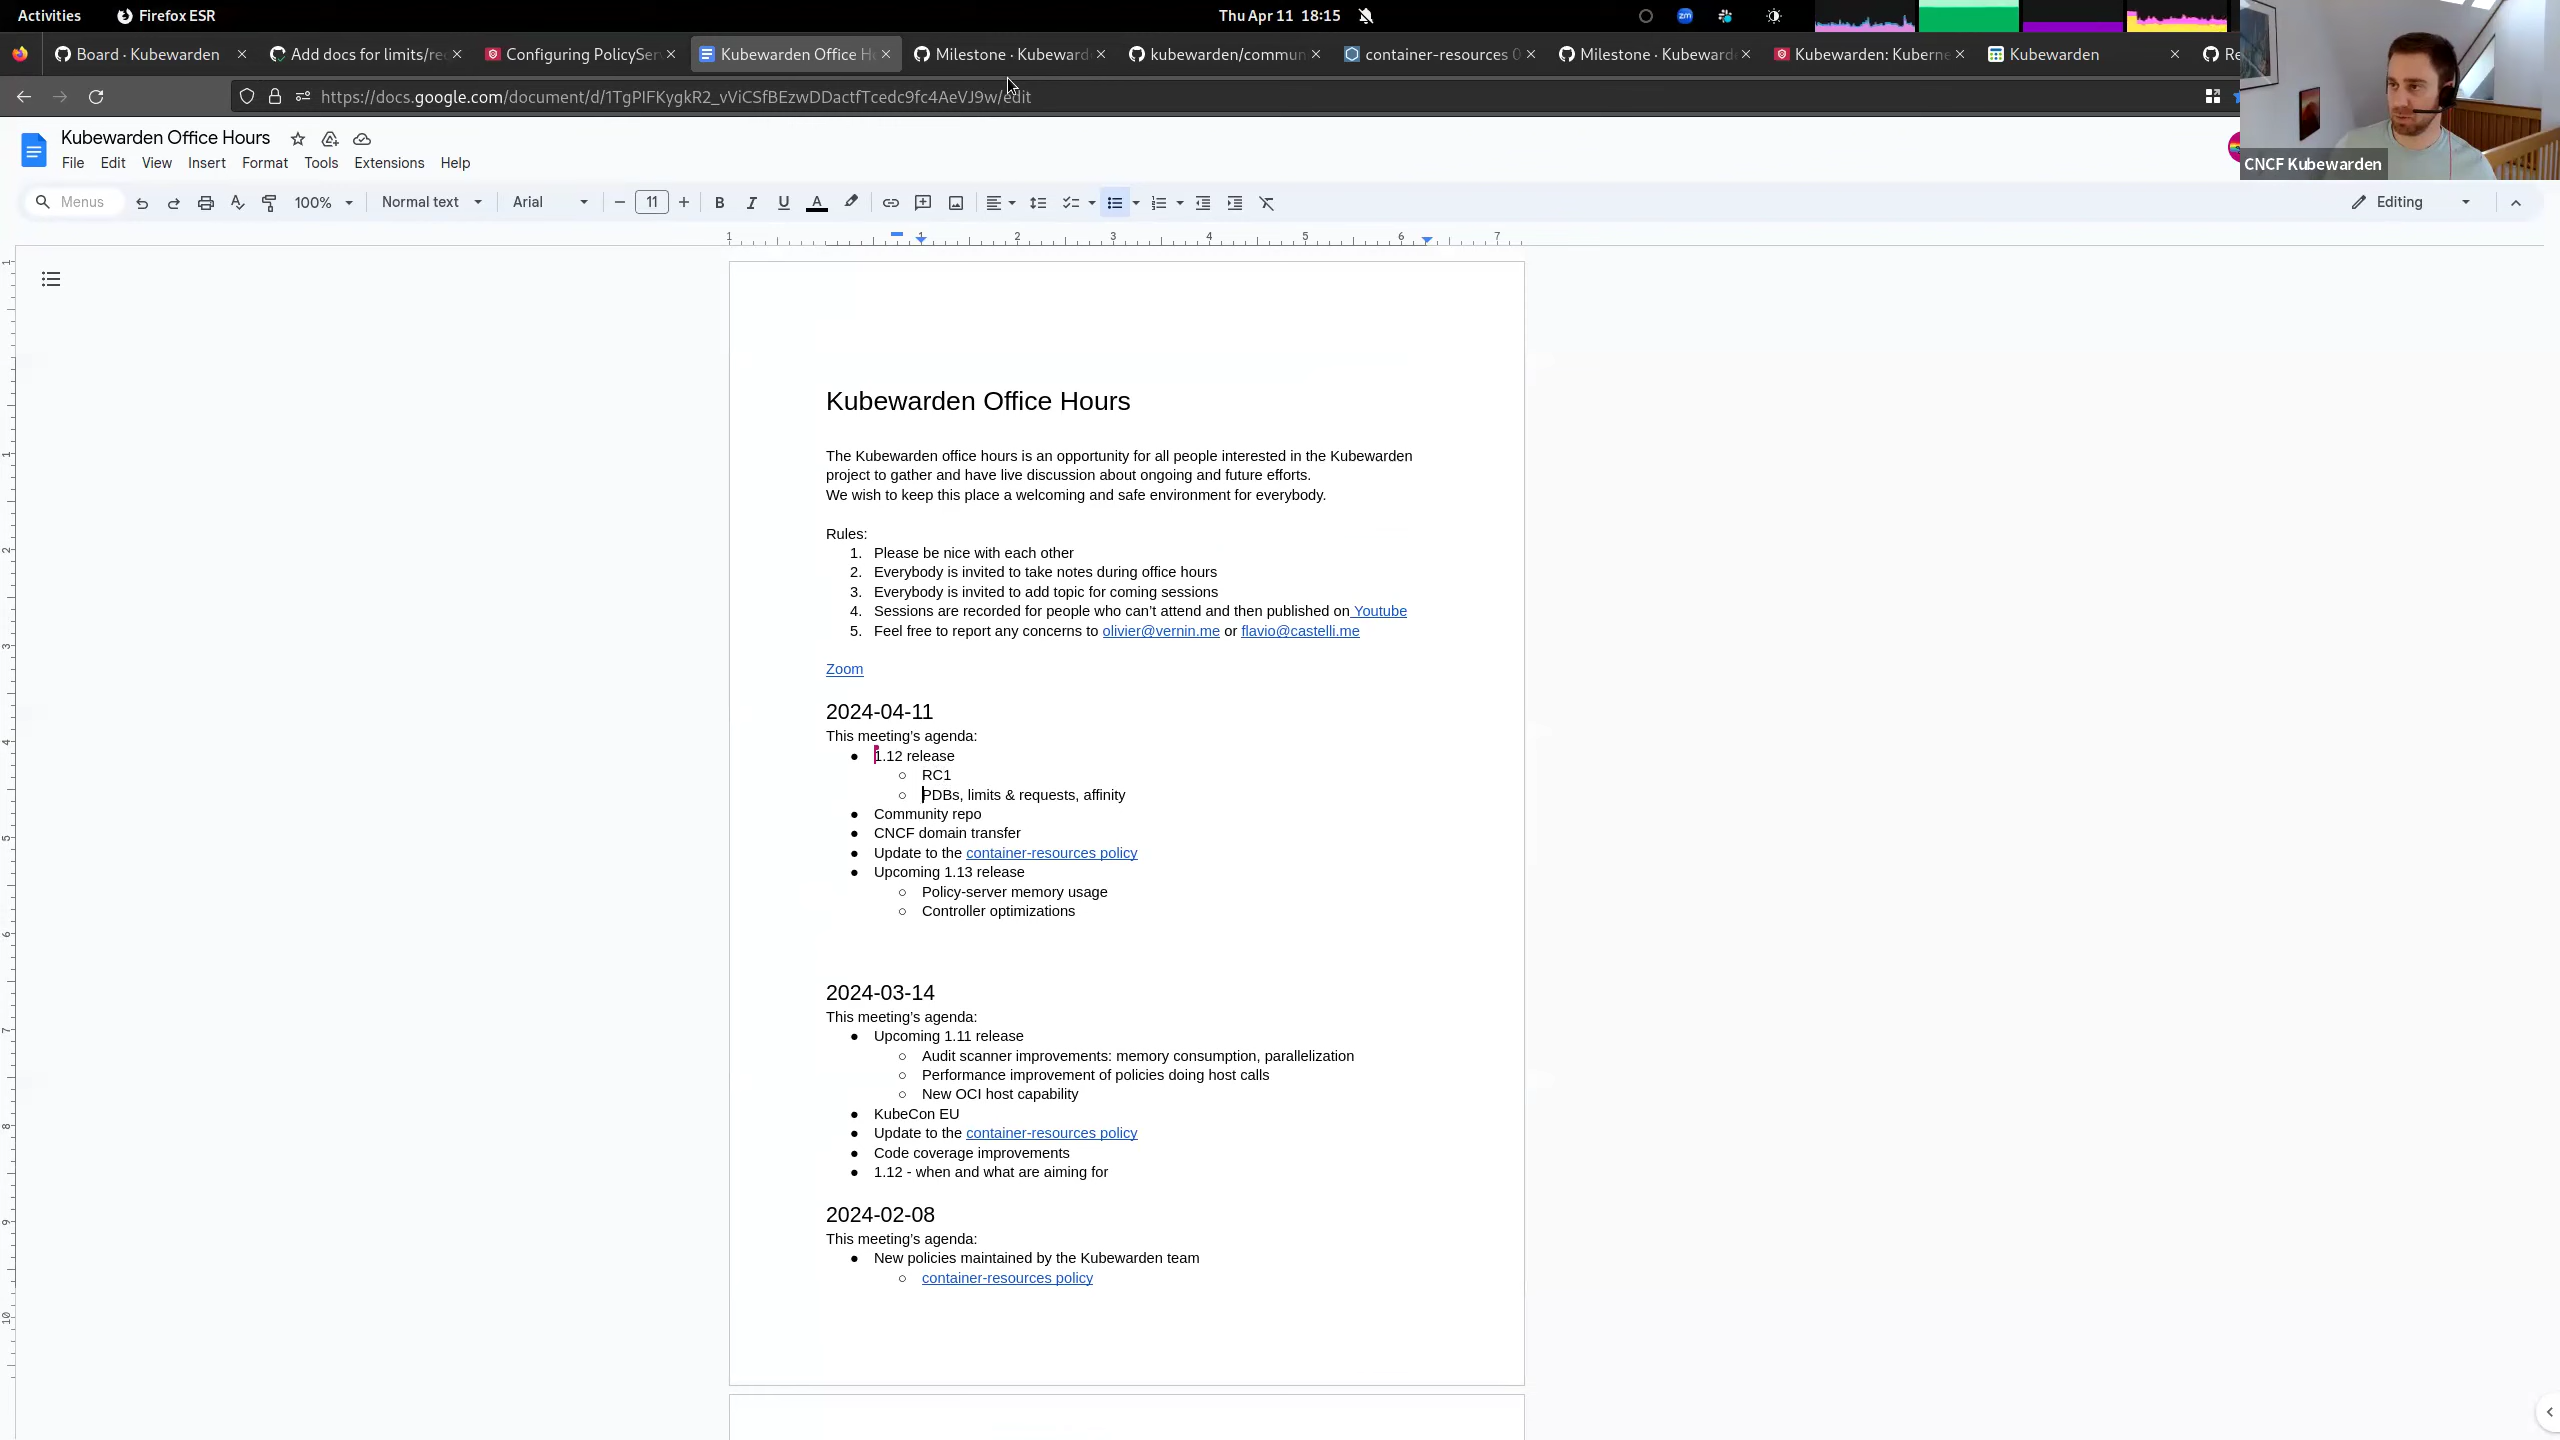 Activities
Firefox ESR
Thu Apr 11 18:15
zm
Board · Kubewarden
Add docs for limits/re
Configuring PolicySer
Kubewarden Office H
Milestone · Kubeward
kubewarden/commun
container-resources 0
Milestone · Kubeward
Kubewarden: Kuberne
Kubewarden
Re
https://docs.google.com/document/d/1TgPIFKygkR2_vViCSfBEzwDDactfTcedc9fc4AeVJ9w/edit
Kubewarden Office Hours
File Edit View Insert Format Tools Extensions Help
CNCF Kubewarden
Menus
100%
Normal text
Arial
11
Editing
1 1 2 3 4 5 6 7
Kubewarden Office Hours
The Kubewarden office hours is an opportunity for all people interested in the Kubewarden
project to gather and have live discussion about ongoing and future efforts.
We wish to keep this place a welcoming and safe environment for everybody.
Rules:
1. Please be nice with each other
2. Everybody is invited to take notes during office hours
3. Everybody is invited to add topic for coming sessions
4. Sessions are recorded for people who can’t attend and then published on Youtube
5. Feel free to report any concerns to olivier@vernin.me or flavio@castelli.me
Zoom
2024-04-11
This meeting’s agenda:
● 1.12 release
○ RC1
○ PDBs, limits & requests, affinity
● Community repo
● CNCF domain transfer
● Update to the container-resources policy
● Upcoming 1.13 release
○ Policy-server memory usage
○ Controller optimizations
2024-03-14
This meeting’s agenda:
● Upcoming 1.11 release
○ Audit scanner improvements: memory consumption, parallelization
○ Performance improvement of policies doing host calls
○ New OCI host capability
● KubeCon EU
● Update to the container-resources policy
● Code coverage improvements
● 1.12 - when and what are aiming for
2024-02-08
This meeting’s agenda:
● New policies maintained by the Kubewarden team
○ container-resources policy